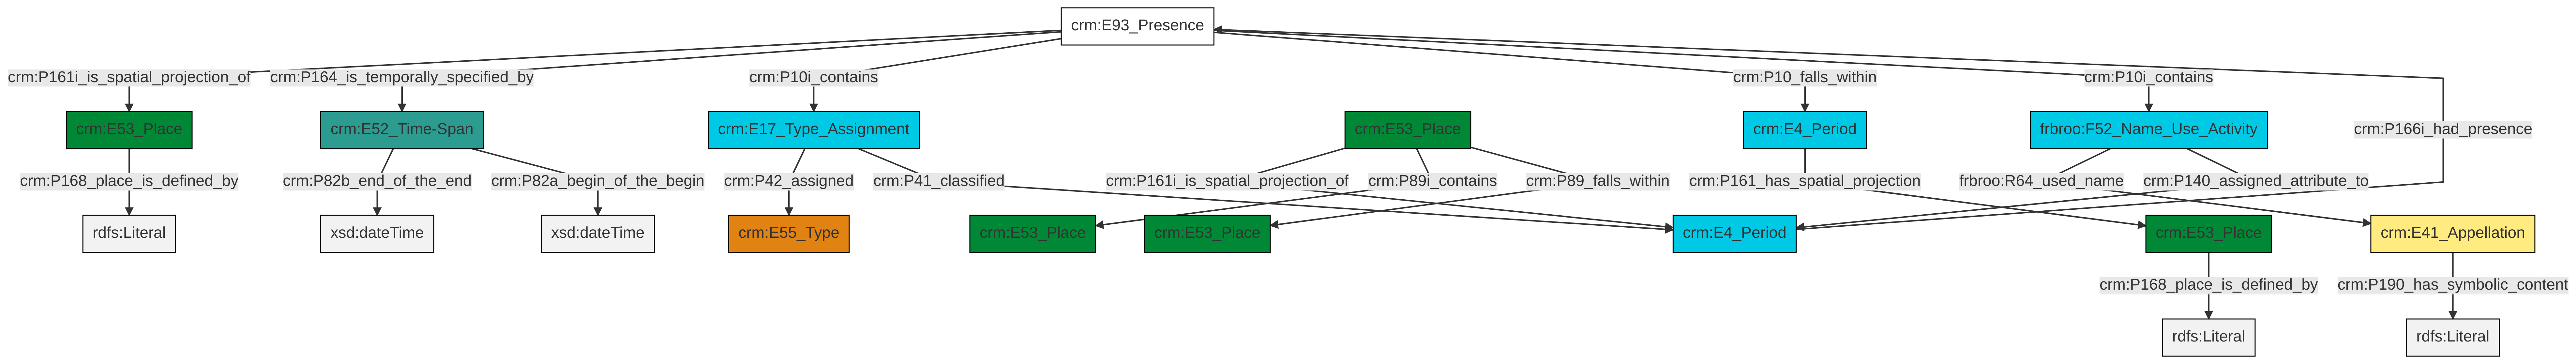 crm:E93_Presence
crm:P161i_is_spatial_projection_of
crm:P164_is_temporally_specified_by
crm:P10i_contains
crm:P10_falls_within
crm:P10i_contains
crm:E53_Place
crm:E52_Time-Span
crm:E17_Type_Assignment
crm:E53_Place
crm:E4_Period
frbroo:F52_Name_Use_Activity
crm:P166i_had_presence
crm:P168_place_is_defined_by
crm:P82b_end_of_the_end
crm:P82a_begin_of_the_begin
crm:P42_assigned
crm:P41_classified
crm:P161i_is_spatial_projection_of
crm:P89i_contains
crm:P89_falls_within
crm:P161_has_spatial_projection
frbroo:R64_used_name
crm:P140_assigned_attribute_to
rdfs:Literal
xsd:dateTime
xsd:dateTime
crm:E55_Type
crm:E53_Place
crm:E53_Place
crm:E4_Period
crm:E53_Place
crm:E41_Appellation
crm:P168_place_is_defined_by
crm:P190_has_symbolic_content
rdfs:Literal
rdfs:Literal